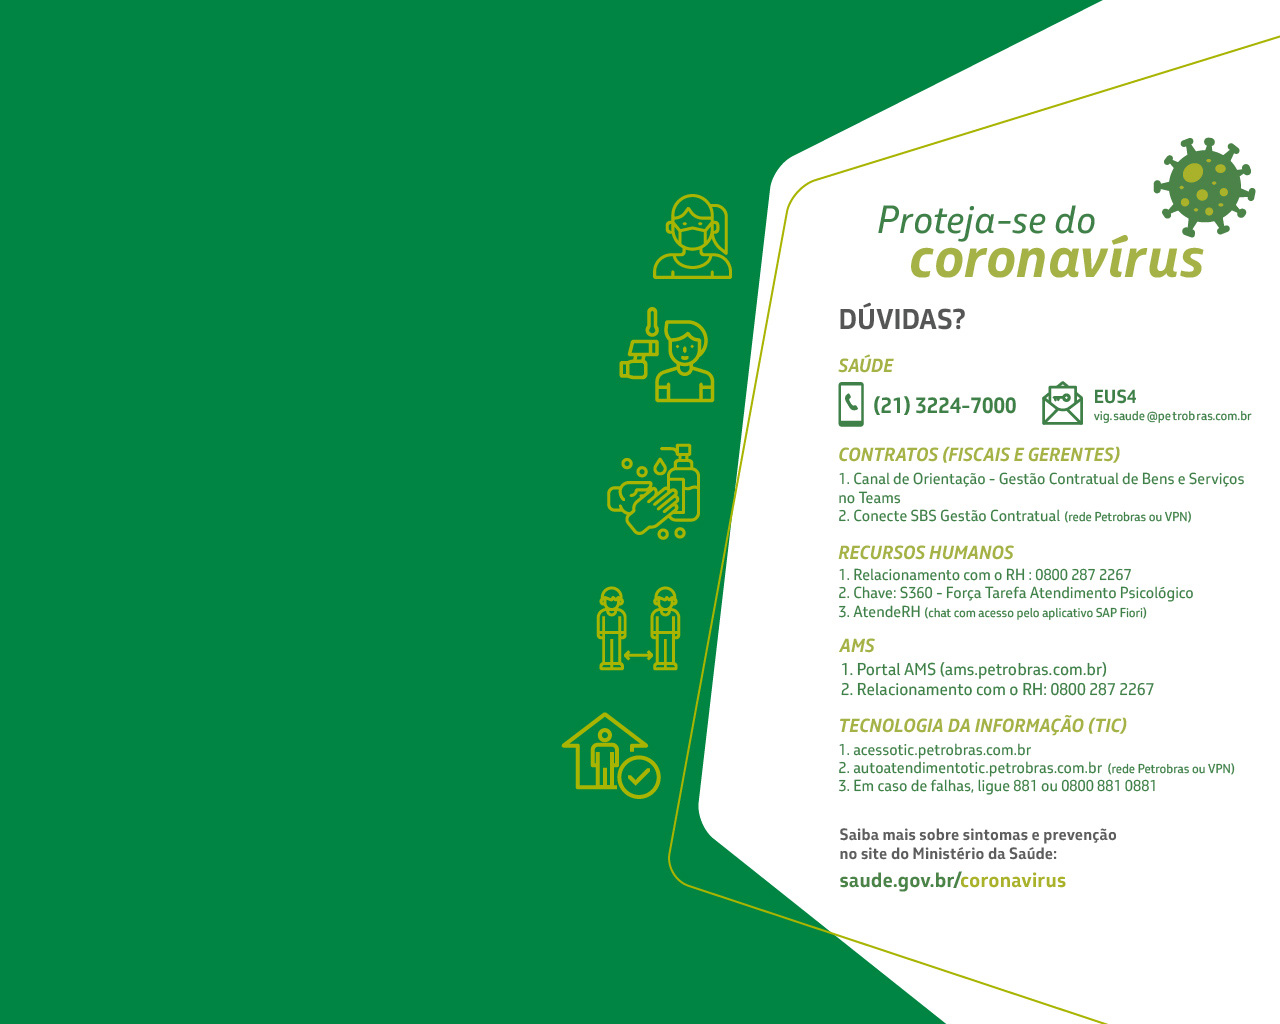 Proteja-se do
coronavírus
DÚVIDAS?
SAÚDE
(21) 3224-7000
EUS4
vig.saude@petrobras.com.br
CONTRATOS (FISCAIS E GERENTES)
1. Canal de Orientação - Gestão Contratual de Bens e Serviços
no Teams
2. Conecte SBS Gestão Contratual (rede Petrobras ou VPN)
RECURSOS HUMANOS
1. Relacionamento com o RH : 0800 287 2267
2. Chave: S360 - Força Tarefa Atendimento Psicológico
3. AtendeRH (chat com acesso pelo aplicativo SAP Fiori)
AMS
1. Portal AMS (ams.petrobras.com.br)
2. Relacionamento com o RH: 0800 287 2267
TECNOLOGIA DA INFORMAÇÃO (TIC)
1. acessotic.petrobras.com.br
2. autoatendimentotic.petrobras.com.br (rede Petrobras ou VPN)
3. Em caso de falhas, ligue 881 ou 0800 881 0881
Saiba mais sobre sintomas e prevenção
no site do Ministério da Saúde:
saude.gov.br/coronavirus